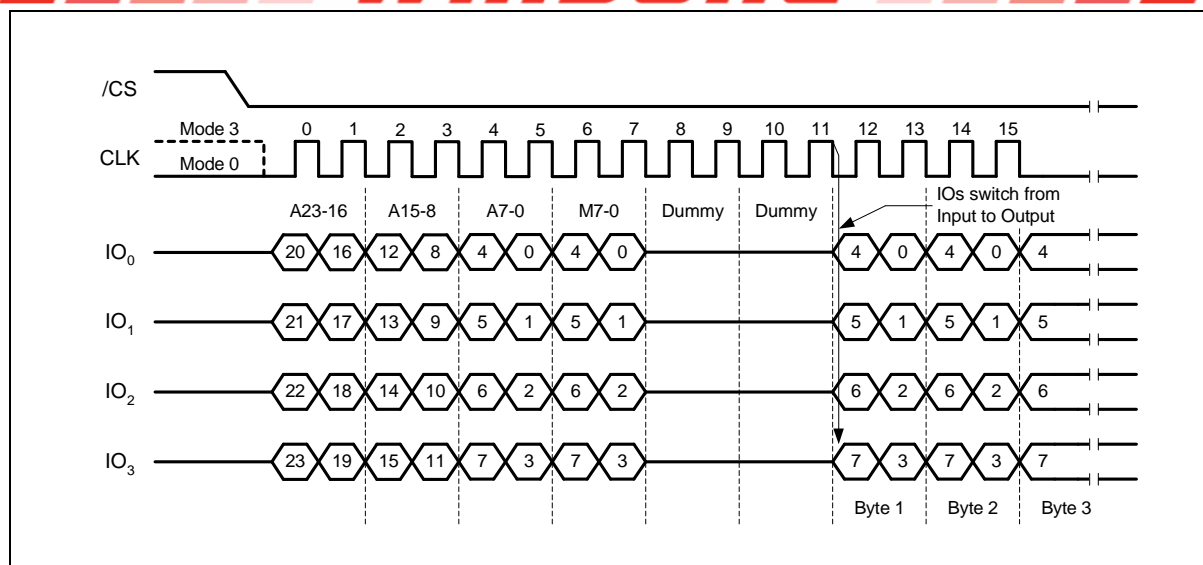 /CS
Mode 3
0 1 2 3 4 5 6 7 8 9 10 11 12 13 14 15
CLK
Mode 0
IOs switch from
Input to Output
A23-16 A15-8 A7-0 M7-0 Dummy Dummy
IO0 20 16 12 8 4 0 4 0 4 0 4 0 4
IO1 21 17 13 9 5 1 5 1 5 1 5 1 5
IO2 22 18 14 10 6 2 6 2 6 2 6 2 6
IO3 23 19 15 11 7 3 7 3 7 3 7 3 7
Byte 1 Byte 2 Byte 3